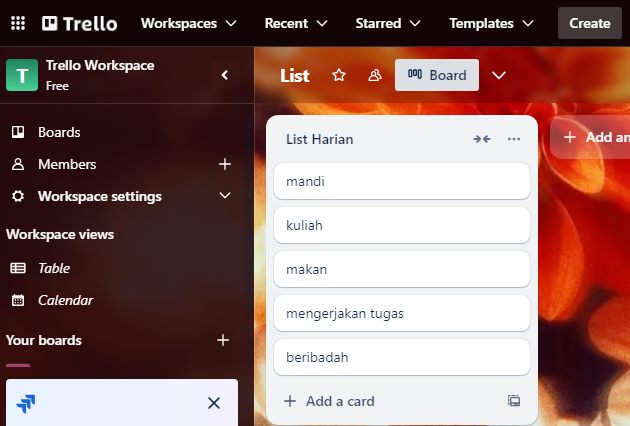 Trello
Workspaces
Recent
Starred
Templates
Create
T
Trello Workspace
Free
Boards
Members
Workspace settings
Workspace views
Table
Calendar
Your boards
List
Board
List Harian
mandi
kuliah
makan
mengerjakan tugas
beribadah
Add a card
Add an